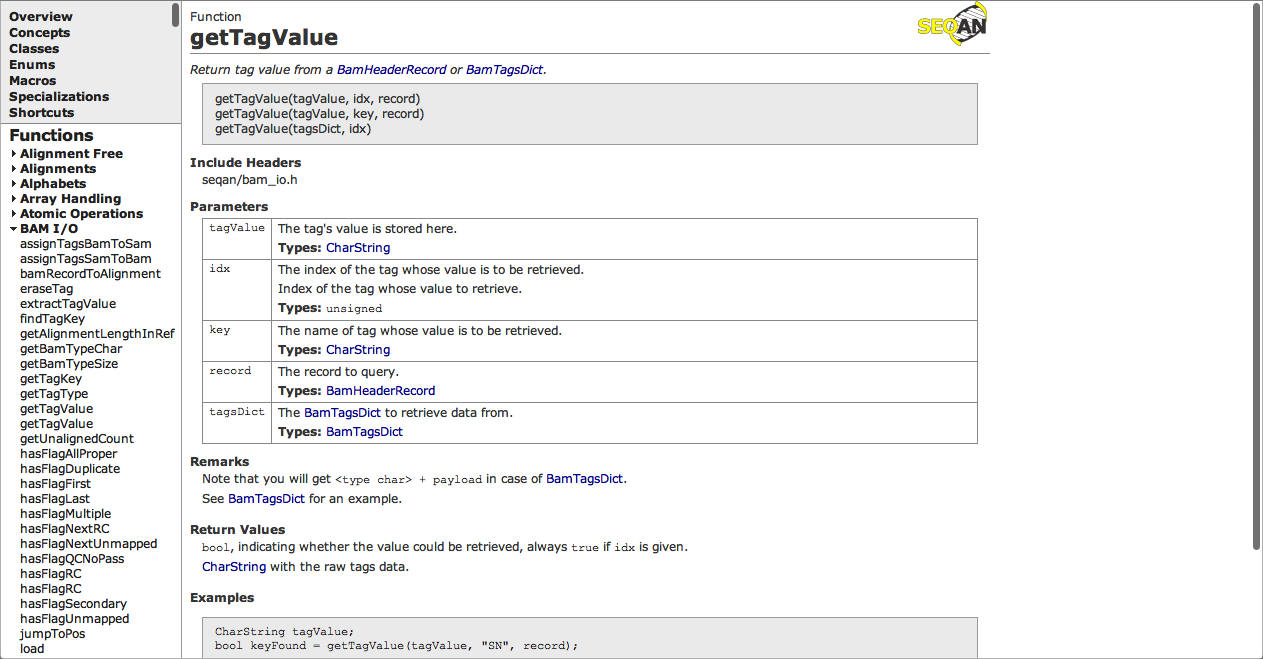 Overview
Concepts
Classes
Enums
Macros
Specializations
Shortcuts
Functions
Alignment Free
Alignments
Alphabets
Array Handling
Atomic Operations
BAM I/O
assignTagsBamToSam
assignTagsSamToBam
bamRecordToAlignment
eraseTag
extractTagValue
findTagKey
getAlignmentLengthInRef
getBamTypeChar
getBamTypeSize
getTagKey
getTagType
getTagValue
getTagValue
getUnalignedCount
hasFlagAllProper
hasFlagDuplicate
hasFlagFirst
hasFlagLast
hasFlagMultiple
hasFlagNextRC
hasFlagNextUnmapped
hasFlagQCNoPass
hasFlagRC
hasFlagRC
hasFlagSecondary
hasFlagUnmapped
jumpToPos
load
Function
getTagValue
SEQAN
Return tag value from a BamHeaderRecord or BamTagsDict.
getTagValue(tagValue, idx, record)
getTagValue(tagValue, key, record)
getTagValue(tagsDict, idx)
Include Headers
seqan/bam_io.h
Parameters
tagValue The tag's value is stored here.
Types: CharString
idx The index of the tag whose value is to be retrieved.
Index of the tag whose value to retrieve.
Types: unsigned
key The name of tag whose value is to be retrieved.
Types: CharString
record The record to query.
Types: BamHeaderRecord
tagsDict The BamTagsDict to retrieve data from.
Types: BamTagsDict
Remarks
Note that you will get <type char> + payload in case of BamTagsDict.
See BamTagsDict for an example.
Return Values
bool, indicating whether the value could be retrieved, always true if idx is given.
CharString with the raw tags data.
Examples
CharString tagValue;
bool keyFound = getTagValue(tagValue, "SN", record);